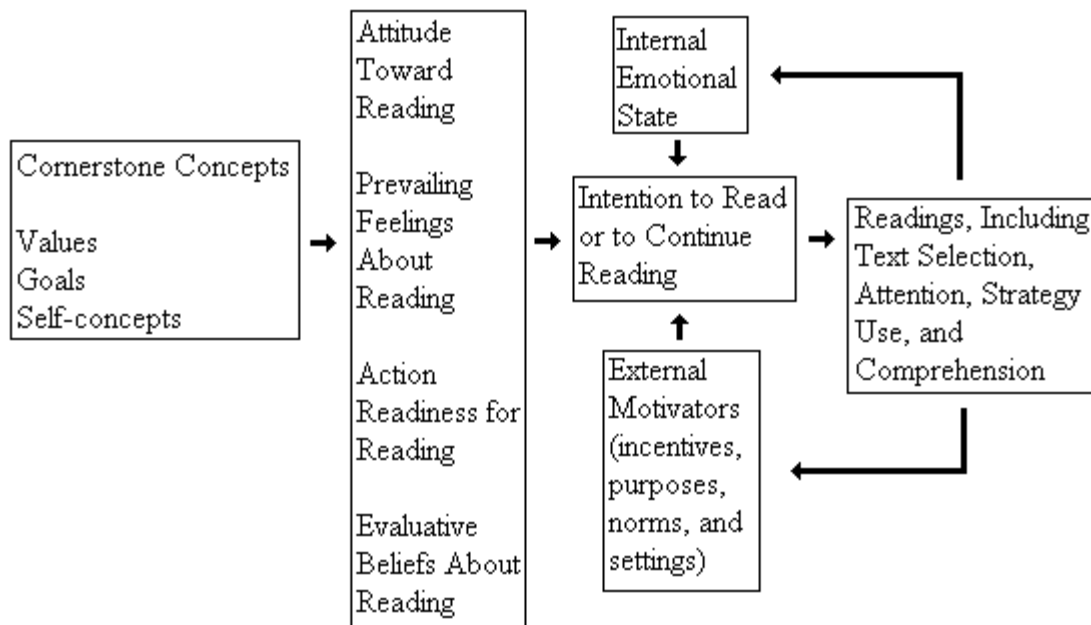 Cornerstone Concepts
Values
Goals
Self-concepts
Attitude
Toward
Reading
Prevailing
Feelings
About
Reading
Action
Readiness for
Reading
Evaluative
Beliefs About
Reading
Internal
Emotional
State
Intention to Read
or to Continue
Reading
External
Motivators
(incentives,
purposes,
norms, and
settings)
Readings, Including
Text Selection,
Attention, Strategy
Use, and
Comprehension